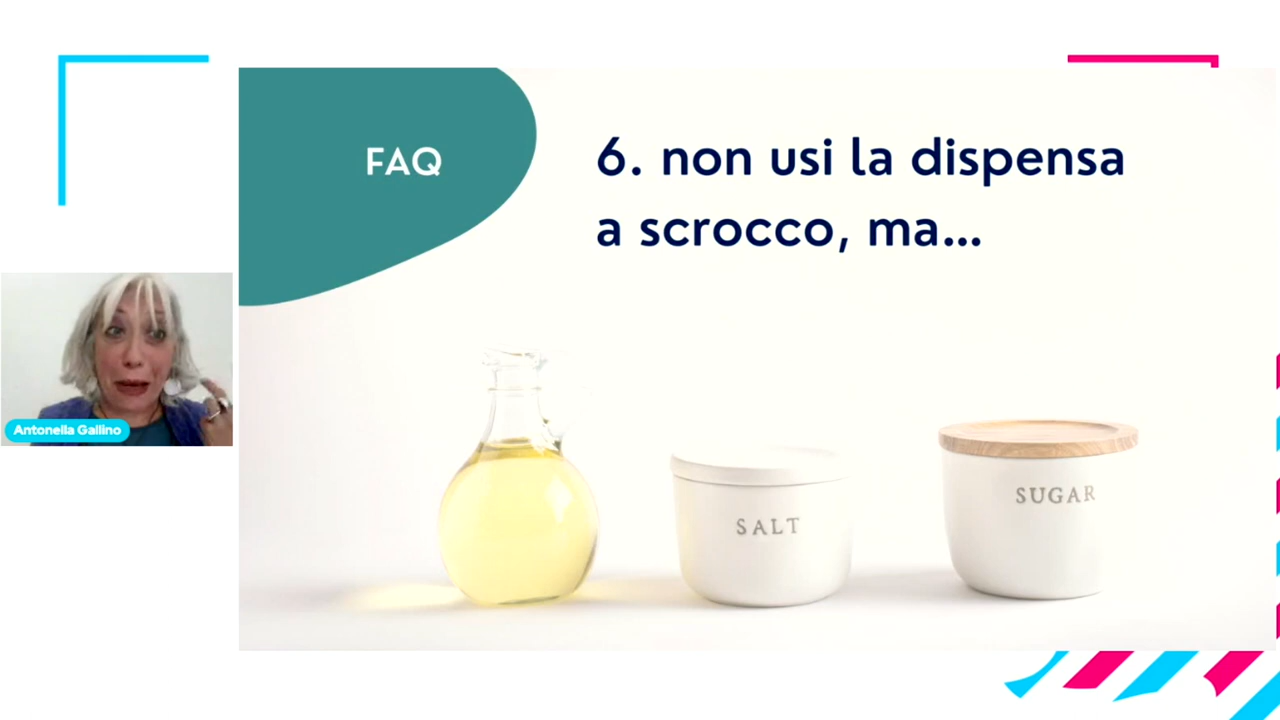 FAQ
6. non usi la dispensa
a scrocco, ma...
Antonella Gallino
SALT
SUGAR